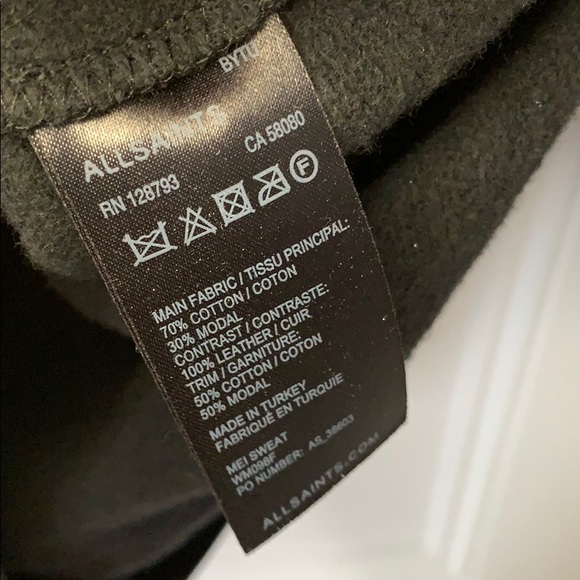 BYTU
ALLSAINTS
RN 128793 CA 58080
F
MAIN FABRIC / TISSU PRINCIPAL:
70% COTTON / COTON
30% MODAL
CONTRAST / CONTRASTE:
100% LEATHER / CUIR
TRIM / GARNITURE:
50% COTTON / COTON
50% MODAL
MADE IN TURKEY
FABRIQUÉ EN TURQUIE
MEI SWEAT
WM098F
PO NUMBER: AS_38603
ALLSAINTS.COM